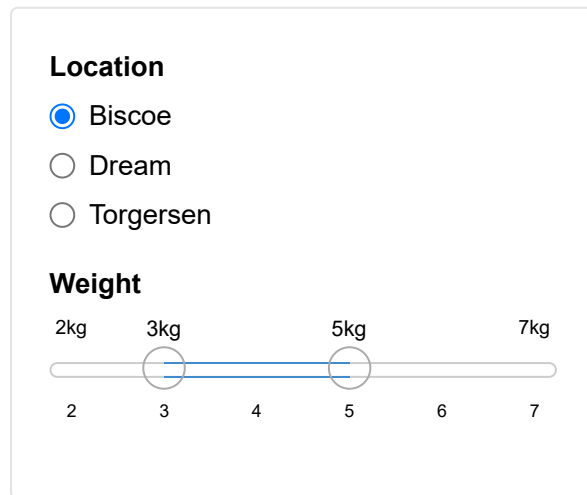 Location
Biscoe
Dream
Torgersen
Weight
2kg 3kg 5kg 7kg
2 3 4 5 6 7